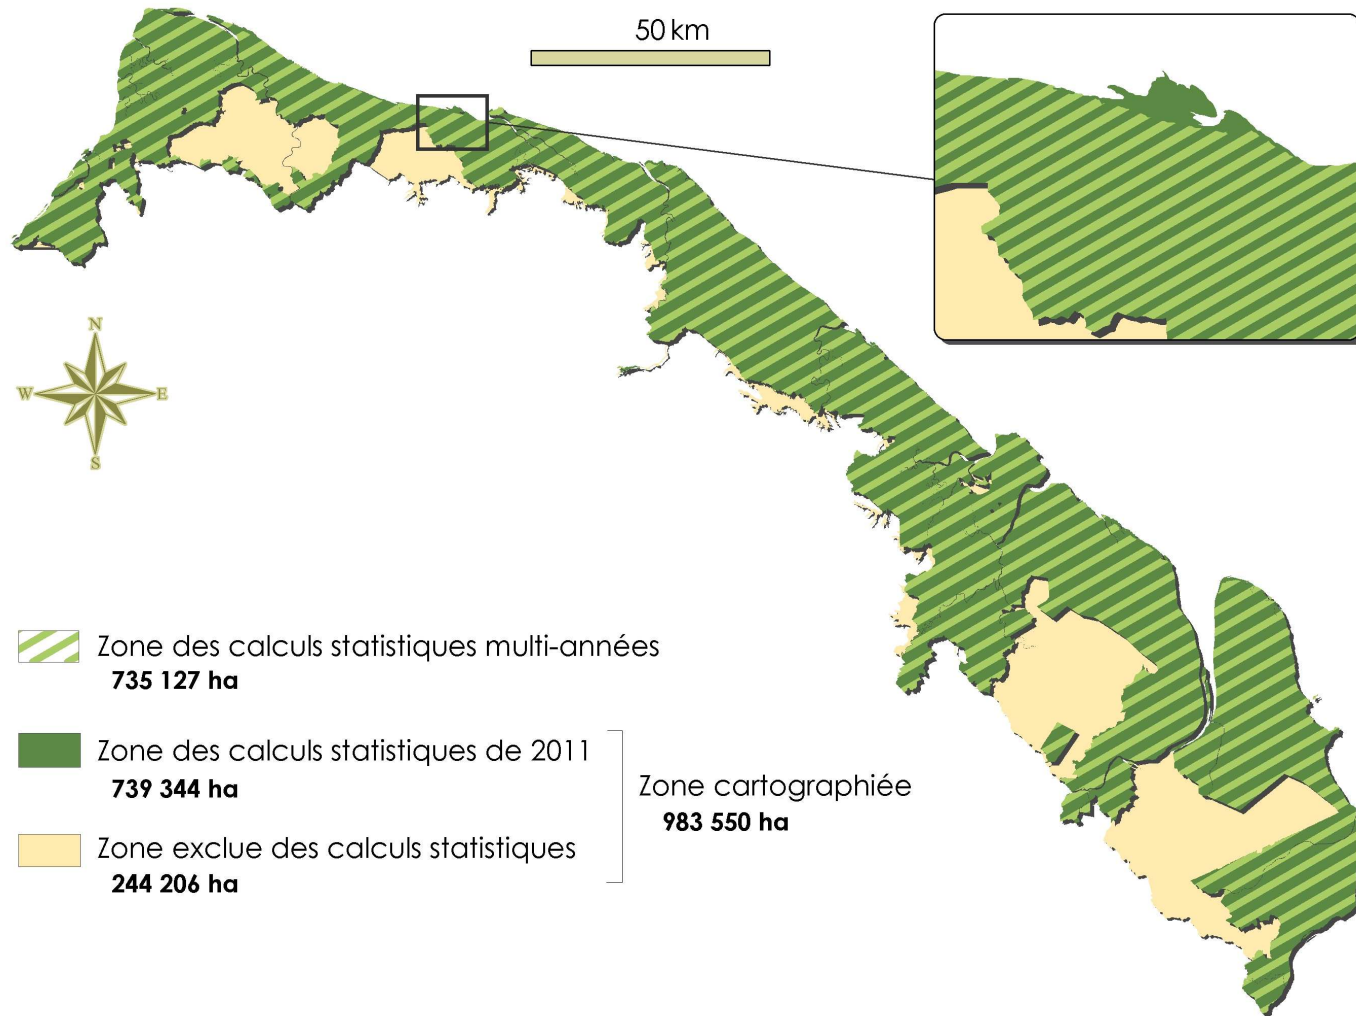 50 km
N
W
E
S
Zone des calculs statistiques multi-années
735 127 ha
Zone des calculs statistiques de 2011
739 344 ha
Zone cartographiée
983 550 ha
Zone exclue des calculs statistiques
244 206 ha